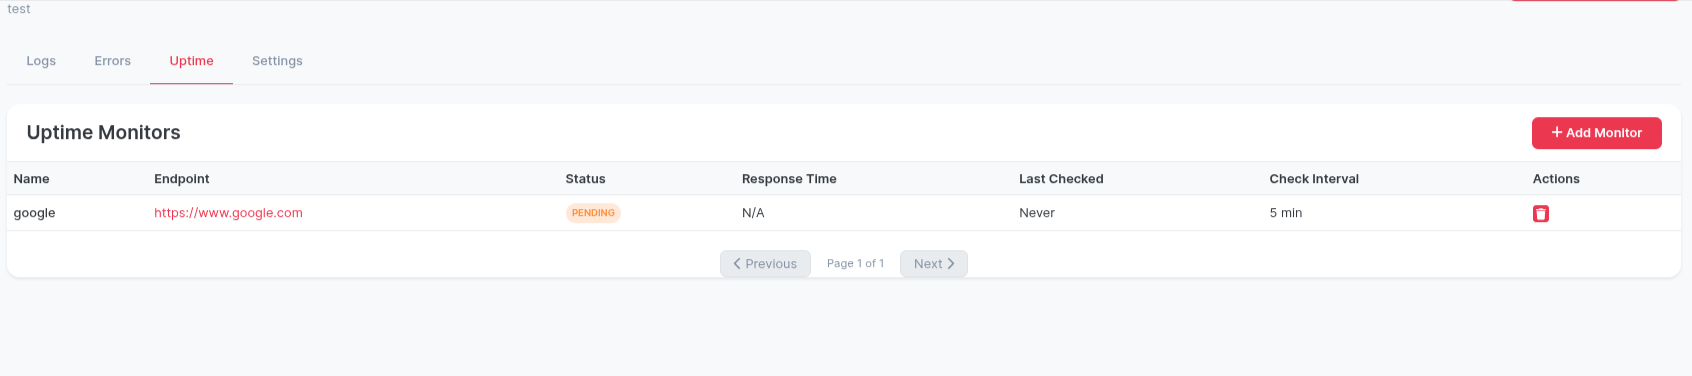 test
Logs Errors Uptime Settings
Uptime Monitors
+ Add Monitor
Name Endpoint Status Response Time Last Checked Check Interval Actions
google https://www.google.com PENDING N/A Never 5 min
Previous Page 1 of 1 Next